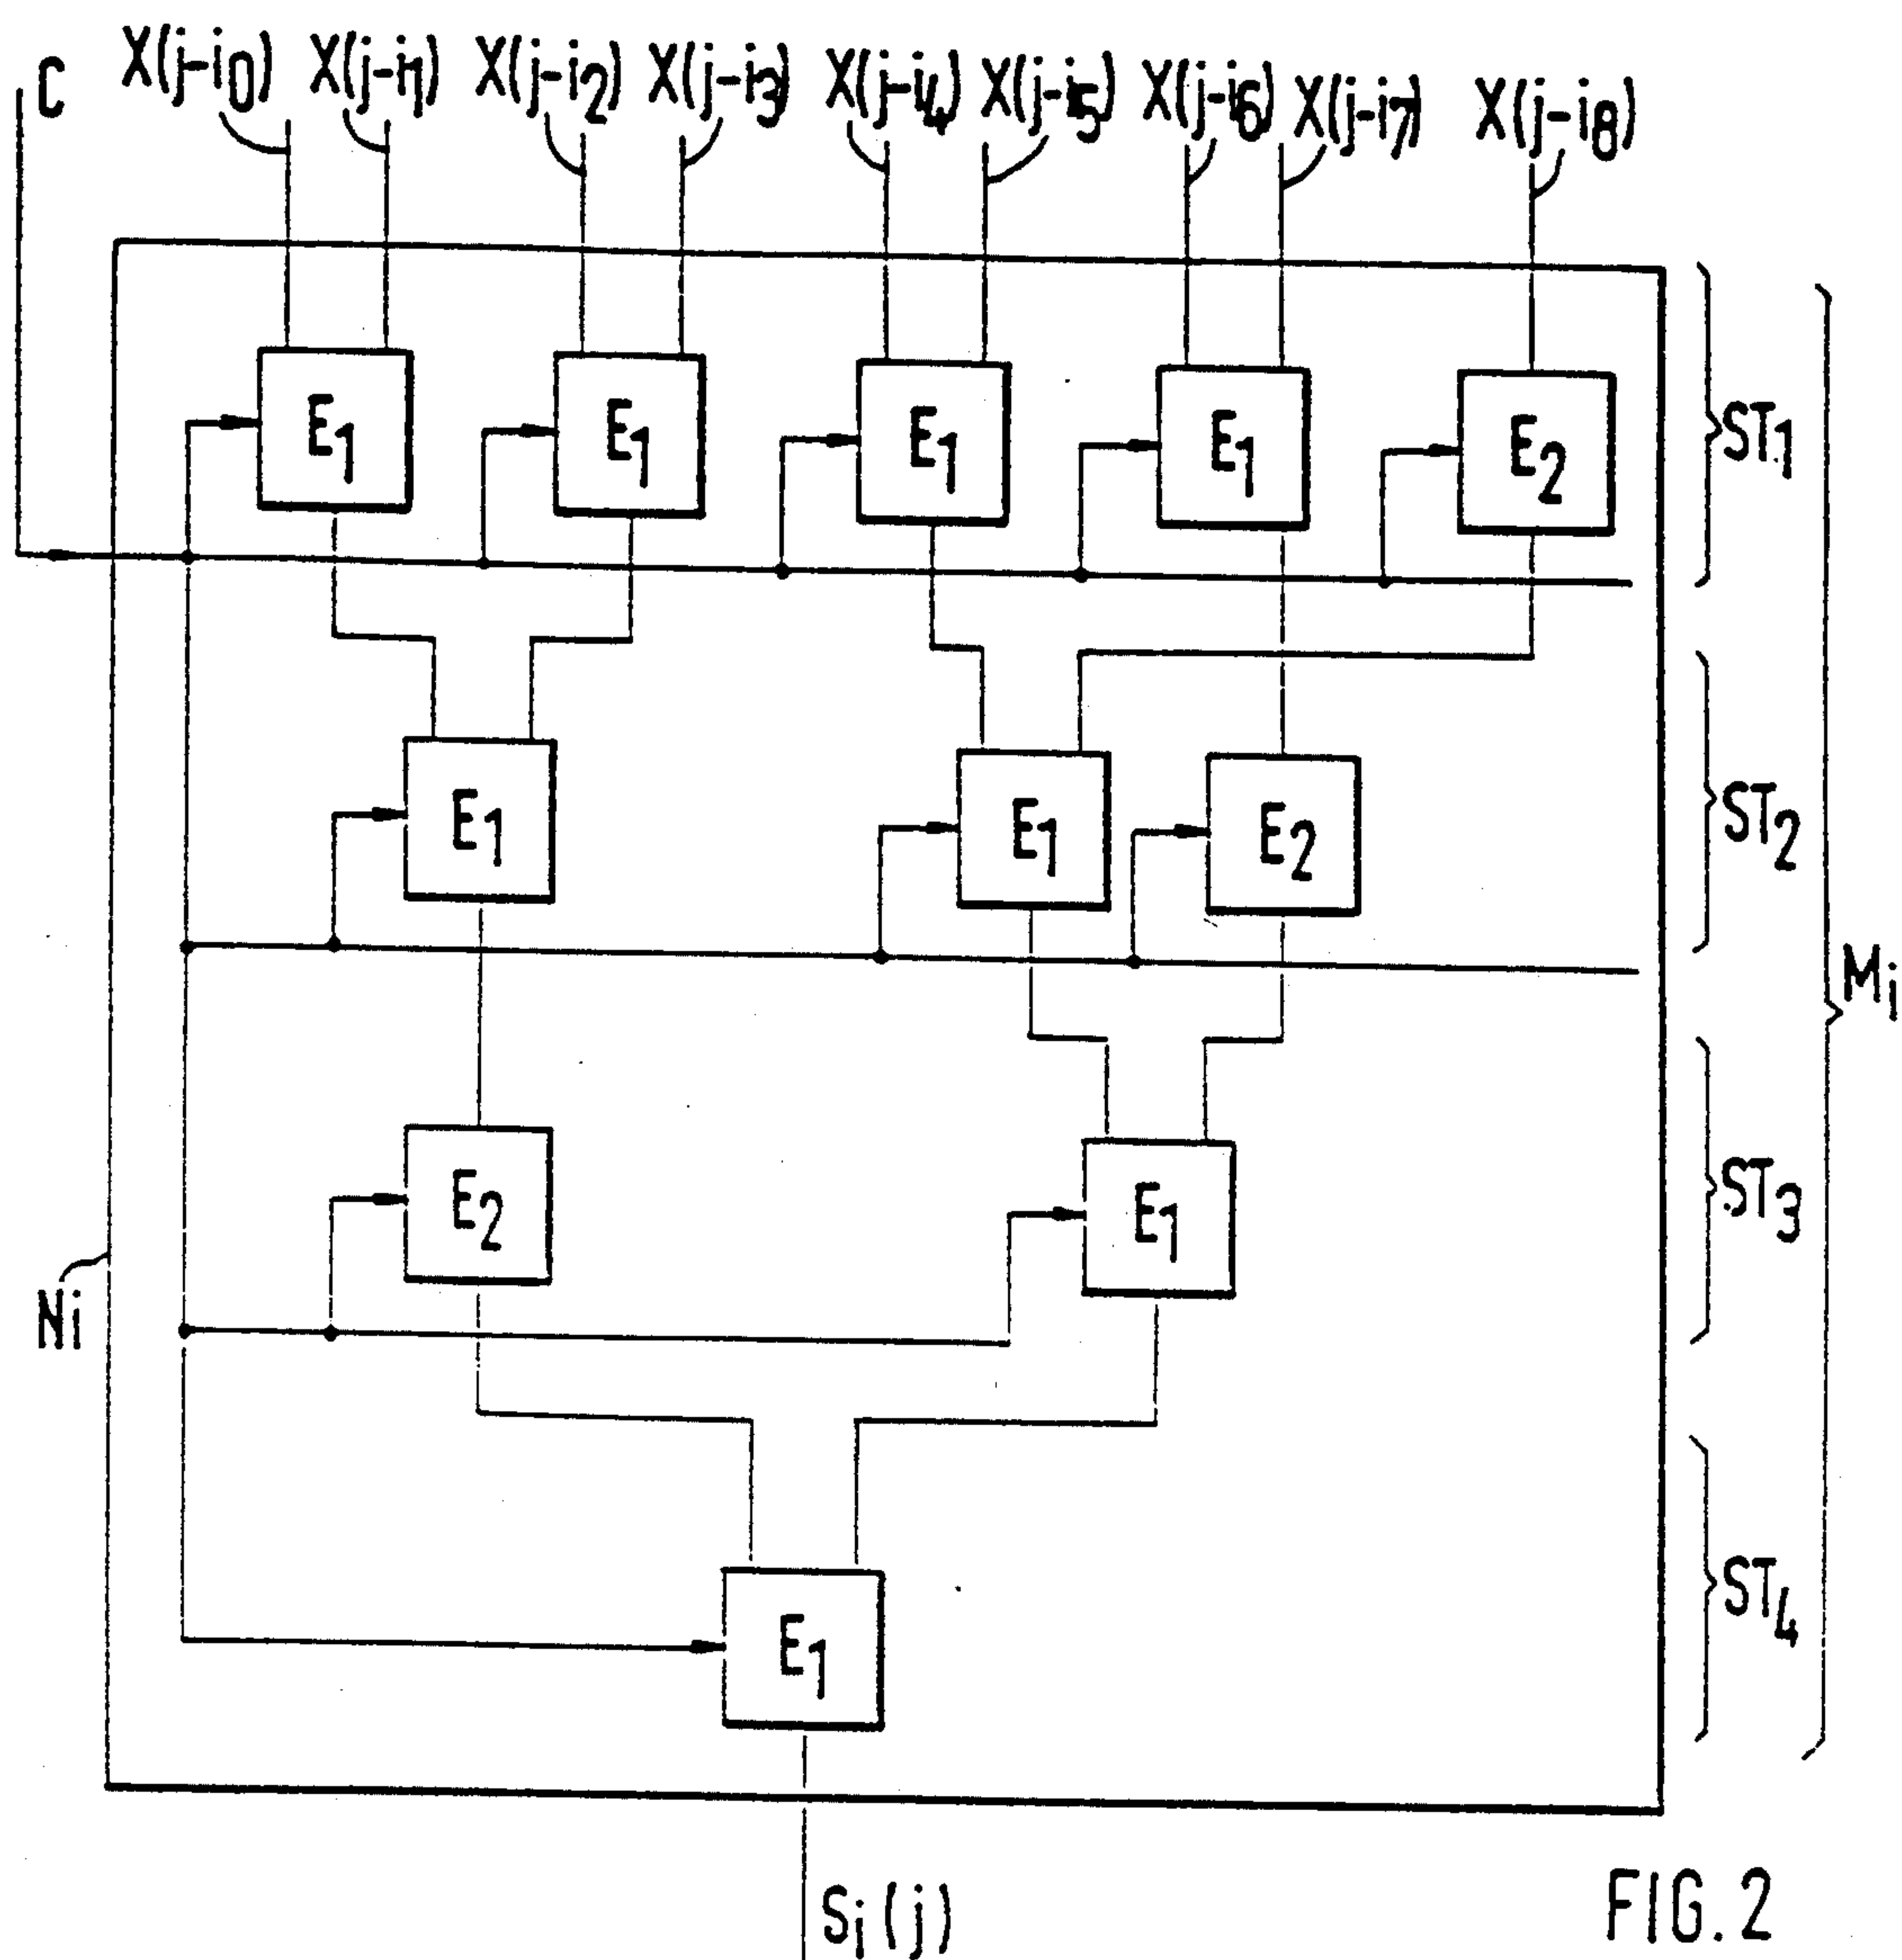 C X(j-i0) X(j-i1) X(j-i2) X(j-i3) X(j-i4) X(j-i5) X(j-i6) X(j-i7) X(j-i8)
E1 E1 E1 E1 E2 ST1
E1 E1 E2 ST2
Mi
E2 E1 ST3
Ni
E1 ST4
Si(j)
FIG. 2